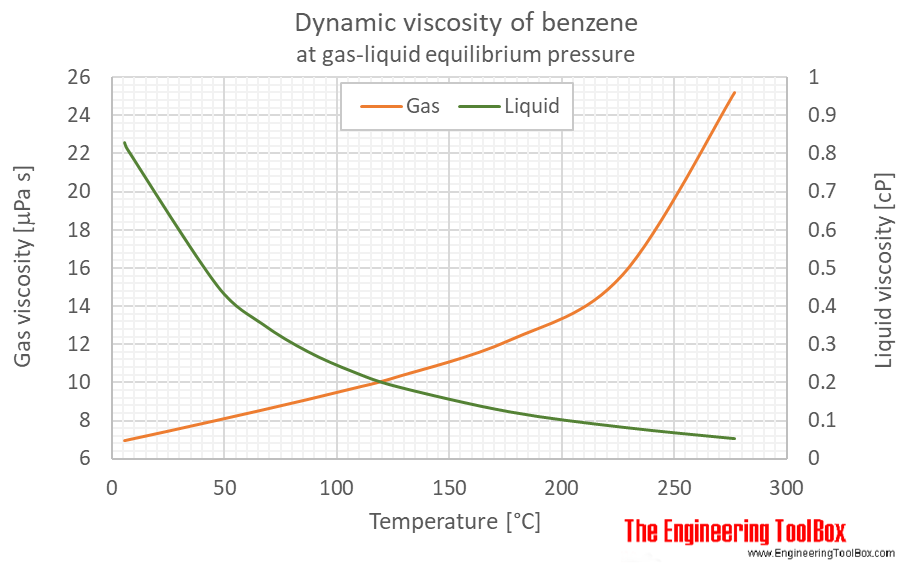 Dynamic viscosity of benzene
at gas-liquid equilibrium pressure
Gas Liquid
Gas viscosity [µPa s]
26
24
22
20
18
16
14
12
10
8
6
1
0.9
0.8
0.7
0.6
0.5
0.4
0.3
0.2
0.1
0
Liquid viscosity [cP]
0 50 100 150 200 250 300
Temperature [°C]
The Engineering ToolBox
www.EngineeringToolBox.com